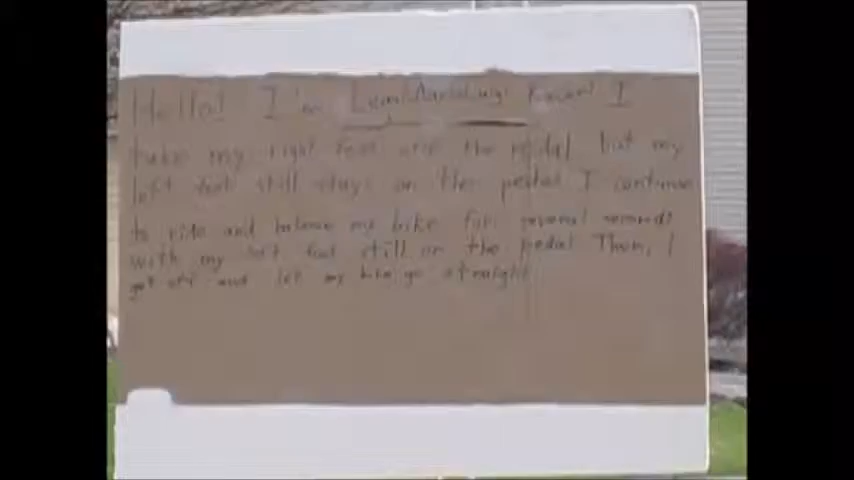 Hello! I'm I
take my right foot off the pedal but my
left foot still stays on the pedal I continue
to ride and balance my bike for several seconds
with my left foot still on the pedal Then, I
get off and let my bike go straight